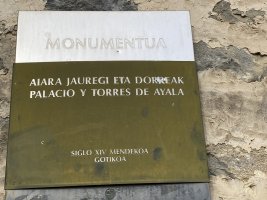 MONUMENTUA
AIARA JAUREGI ETA DORREAK
PALACIO Y TORRES DE AYALA
SIGLO XIV MENDEKOA
GOTIKOA